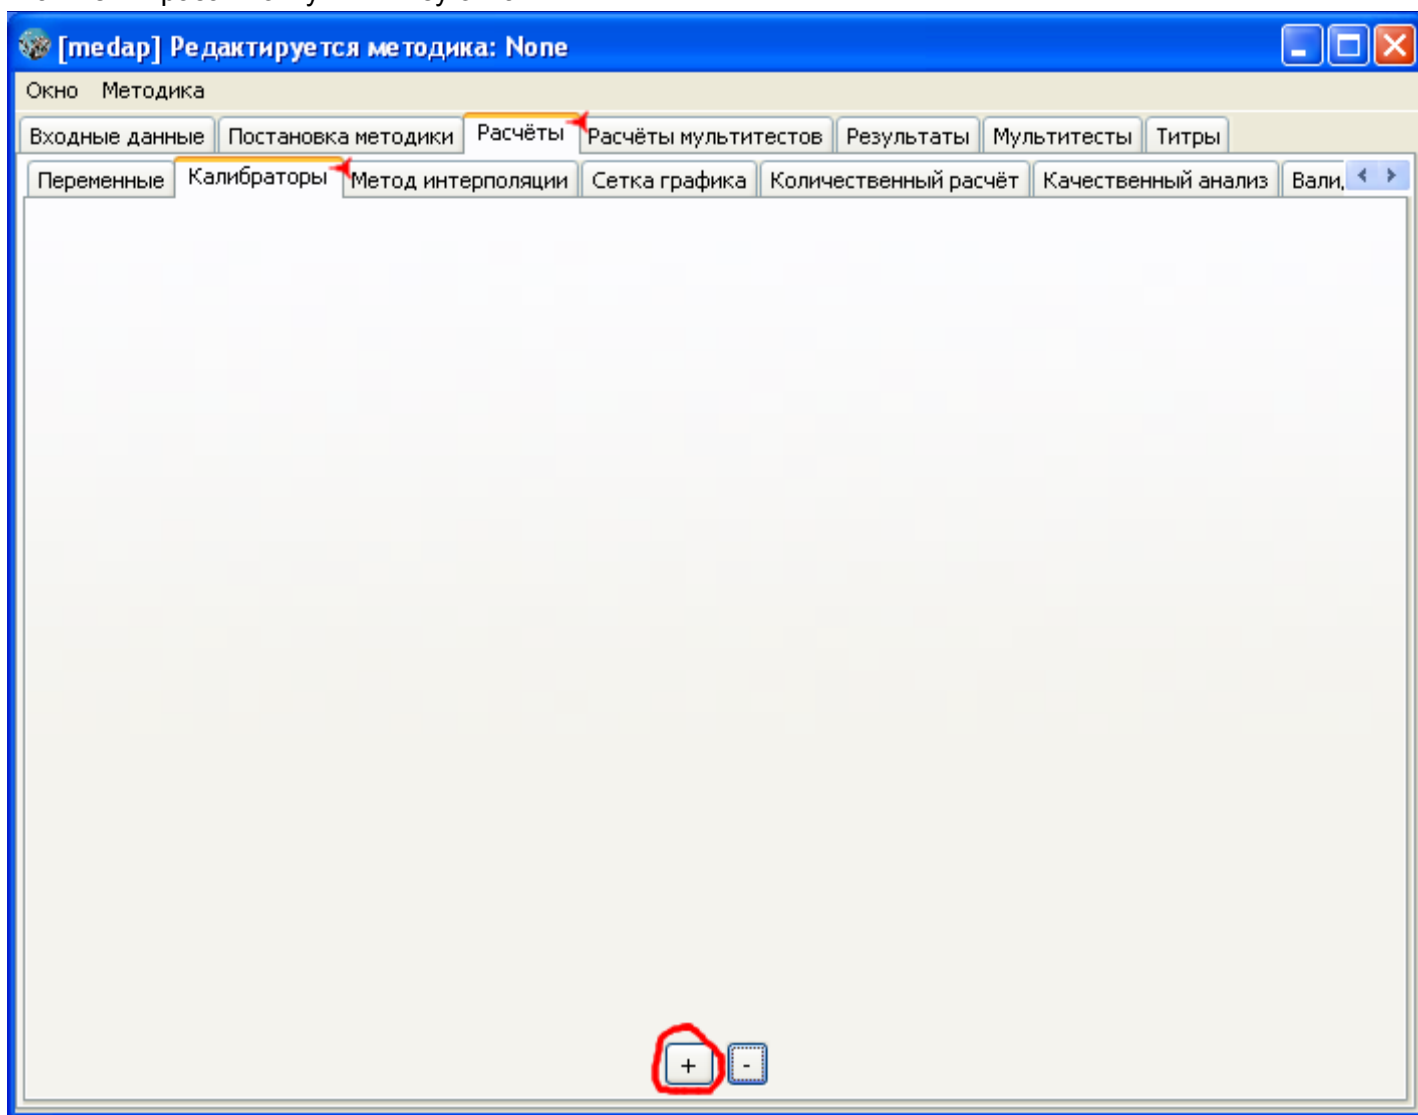 [medap] Редактируется методика: None
Окно Методика
Входные данные Постановка методики Расчёты Расчёты мультитестов Результаты Мультитесты Титры
Переменные Калибраторы Метод интерполяции Сетка графика Количественный расчёт Качественный анализ Вали,
+ -